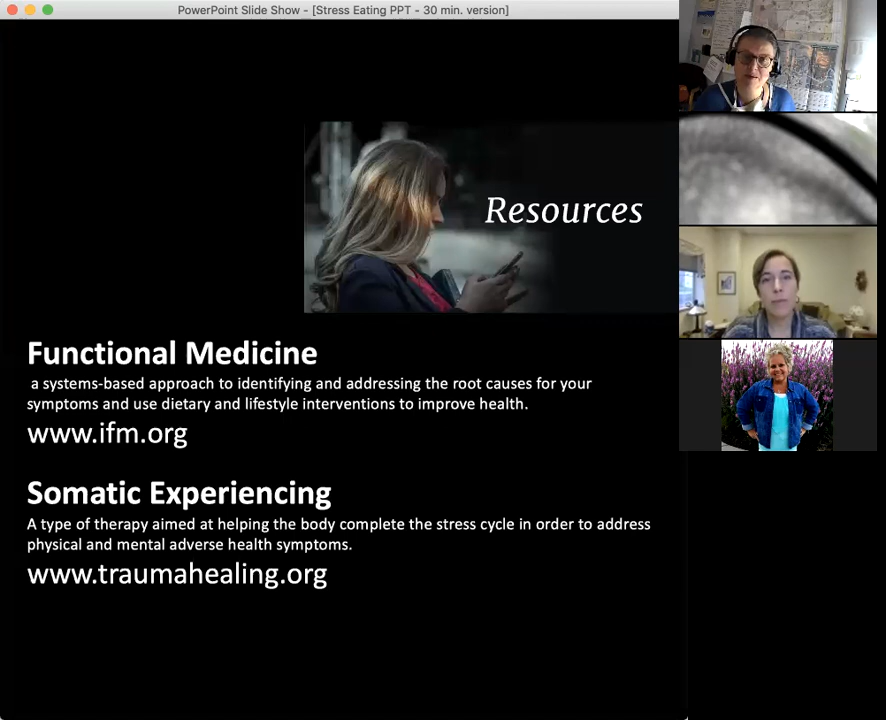 PowerPoint Slide Show - [Stress Eating PPT - 30 min. version]
Resources
Functional Medicine
a systems-based approach to identifying and addressing the root causes for your
symptoms and use dietary and lifestyle interventions to improve health.
www.ifm.org
Somatic Experiencing
A type of therapy aimed at helping the body complete the stress cycle in order to address
physical and mental adverse health symptoms.
www.traumahealing.org